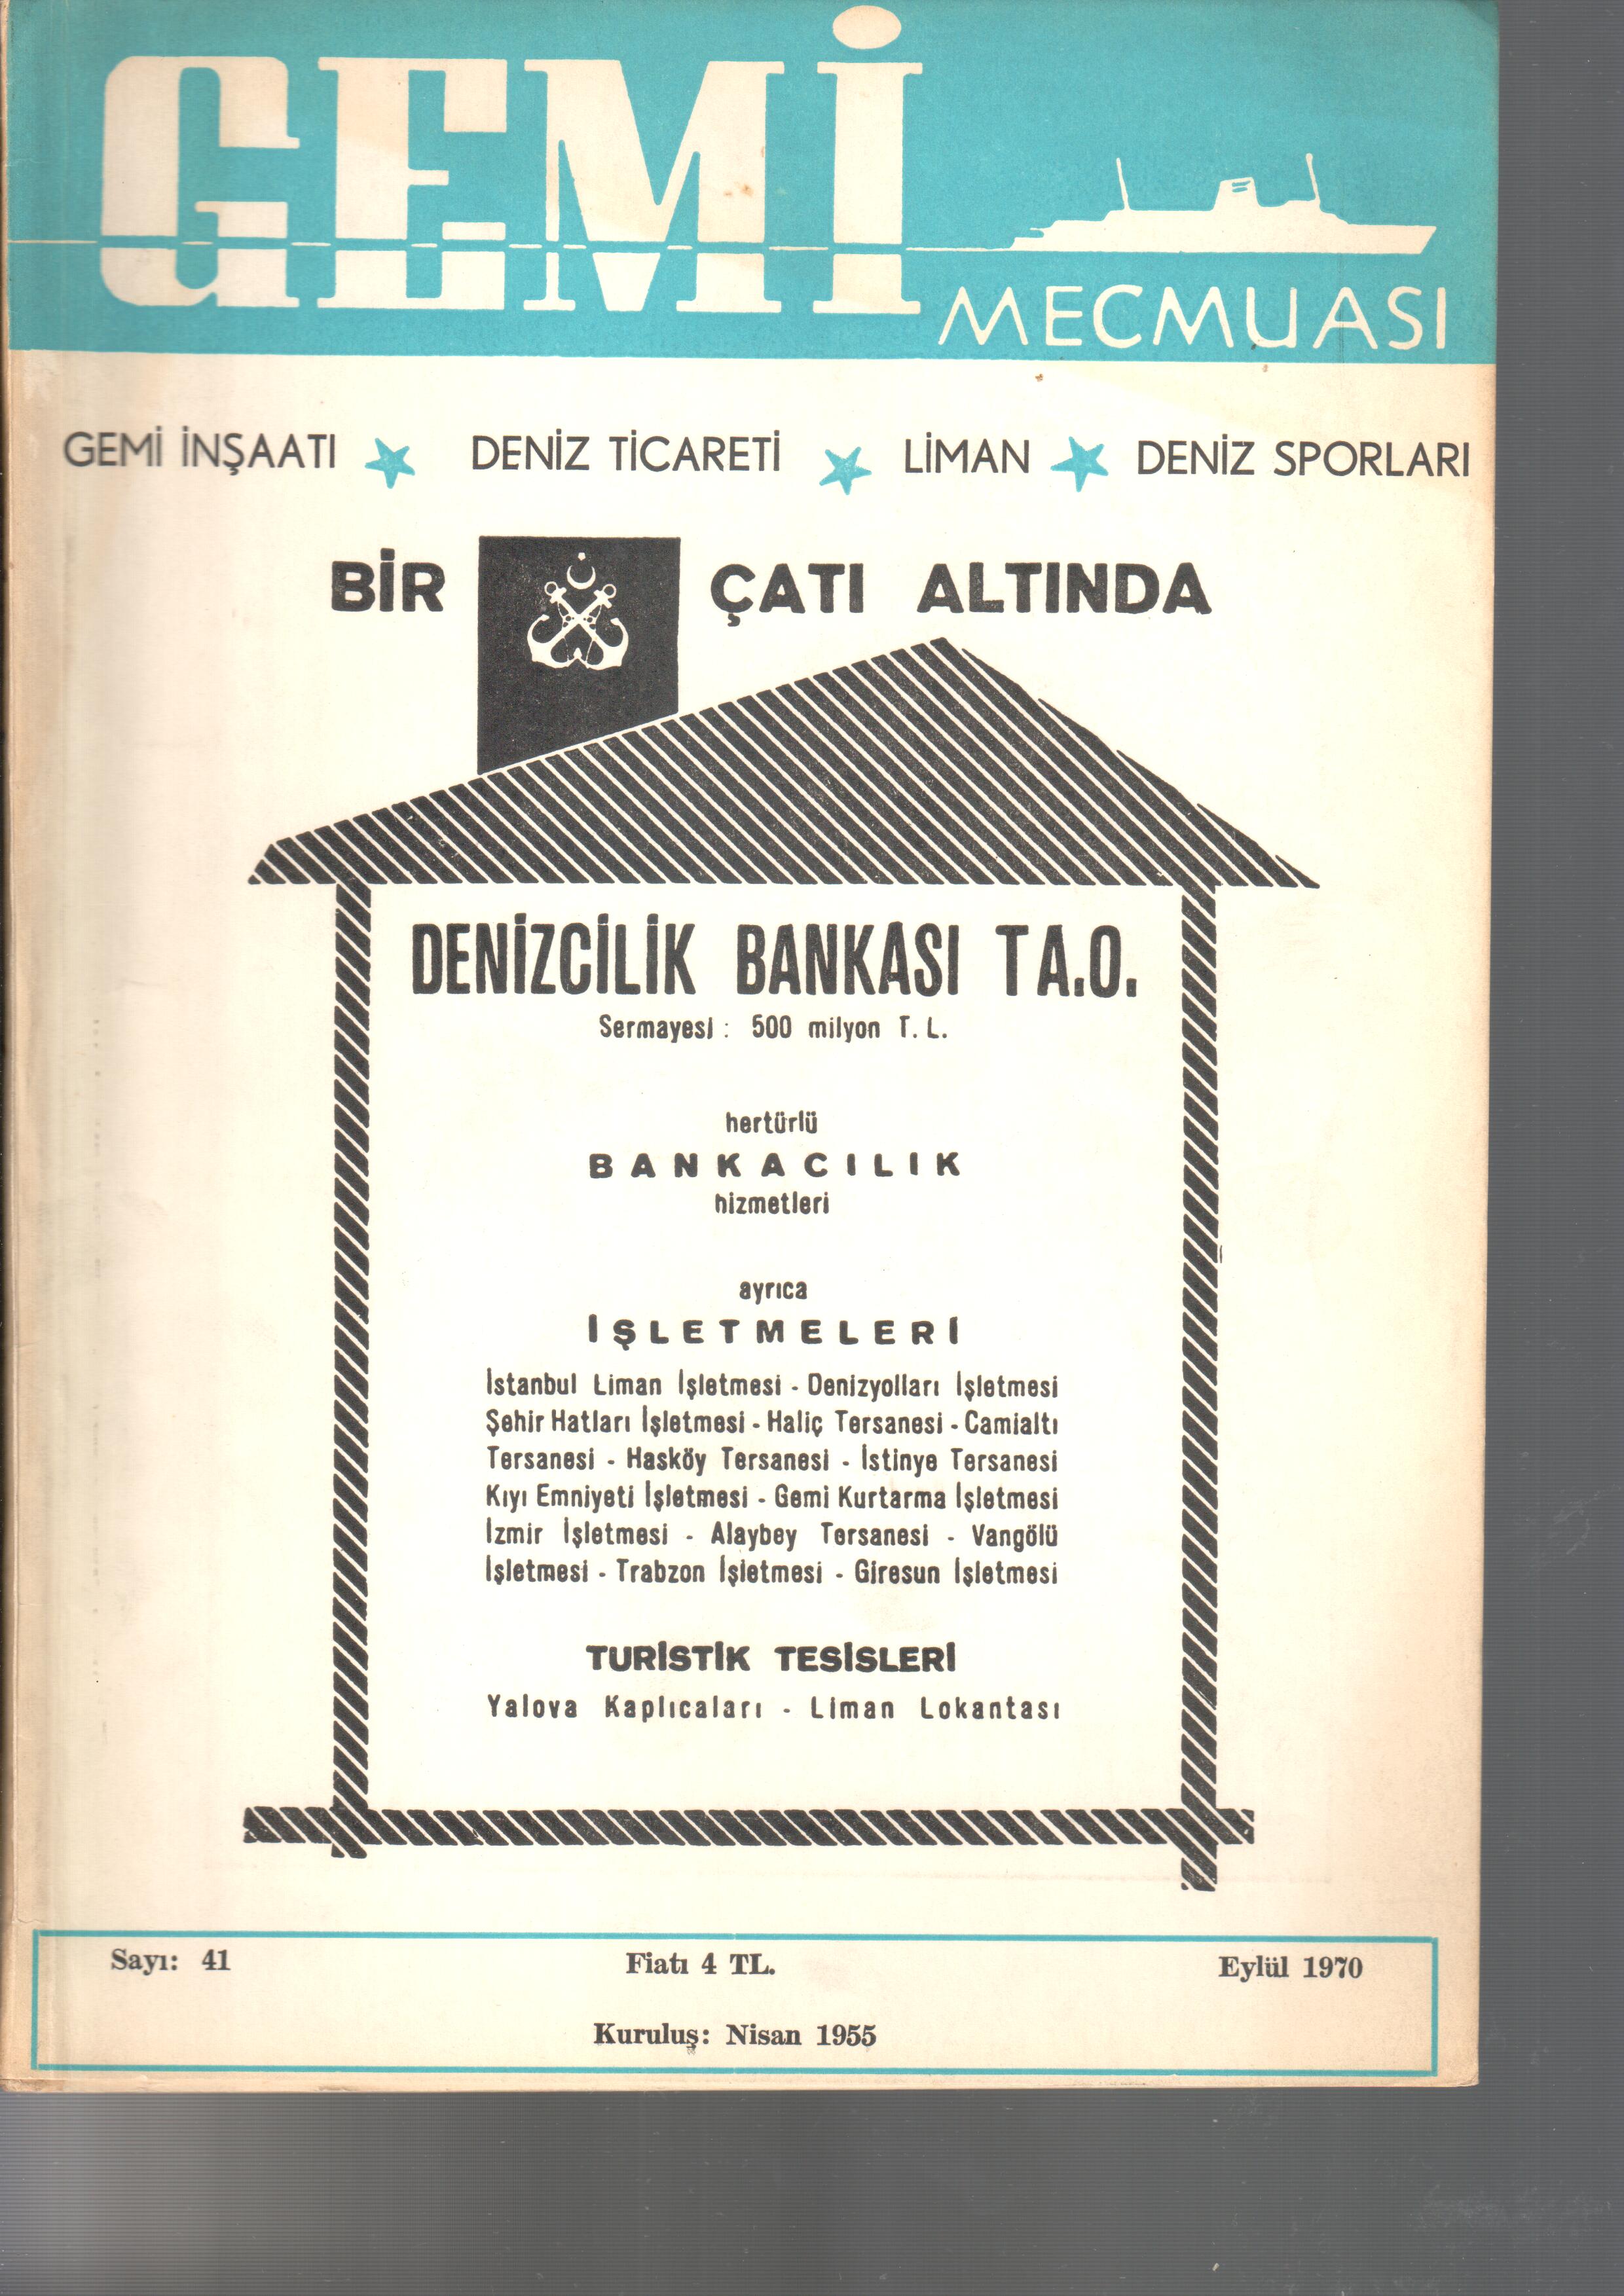 GEMİ
MECMUASI
GEMİ İNŞAATI DENİZ TİCARETİ LİMAN DENİZ SPORLARI
BİR ÇATI ALTINDA
DENİZCİLİK BANKASI T A.O.
Sermayesi : 500 milyon T. L.
hertürlü
BANKACILIK
hizmetleri
ayrıca
İŞLETMELERİ
İstanbul Liman İşletmesi - Denizyolları İşletmesi
Şehir Hatları İşletmesi - Haliç Tersanesi - Camialtı
Tersanesi - Hasköy Tersanesi - İstinye Tersanesi
Kıyı Emniyeti İşletmesi - Gemi Kurtarma İşletmesi
İzmir İşletmesi - Alaybey Tersanesi - Vangölü
İşletmesi - Trabzon İşletmesi - Giresun İşletmesi
TURİSTİK TESİSLERİ
Yalova Kaplıcaları - Liman Lokantası
Sayı: 41 Fiatı 4 TL. Eylül 1970
Kuruluş: Nisan 1955